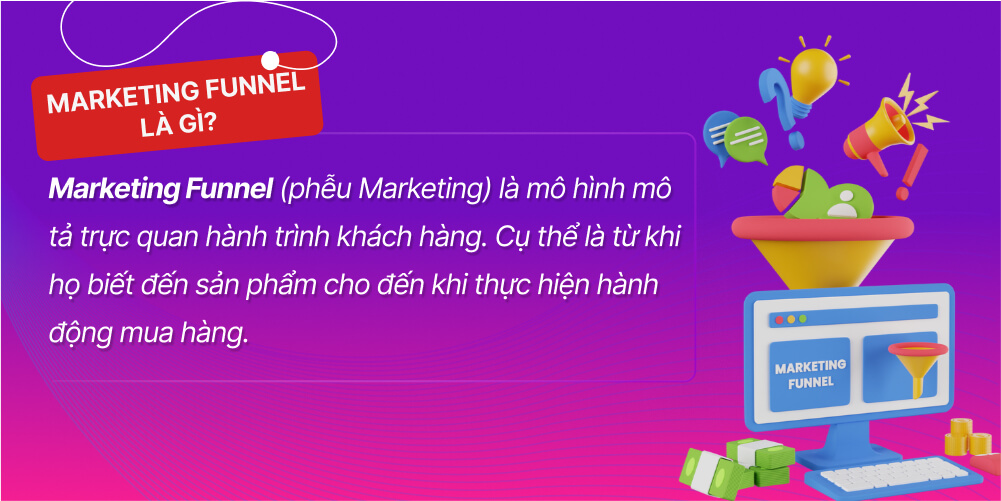 MARKETING FUNNEL
LÀ GÌ?
Marketing Funnel (phễu Marketing) là mô hình mô
tả trực quan hành trình khách hàng. Cụ thể là từ khi
họ biết đến sản phẩm cho đến khi thực hiện hành
động mua hàng.
MARKETING
FUNNEL